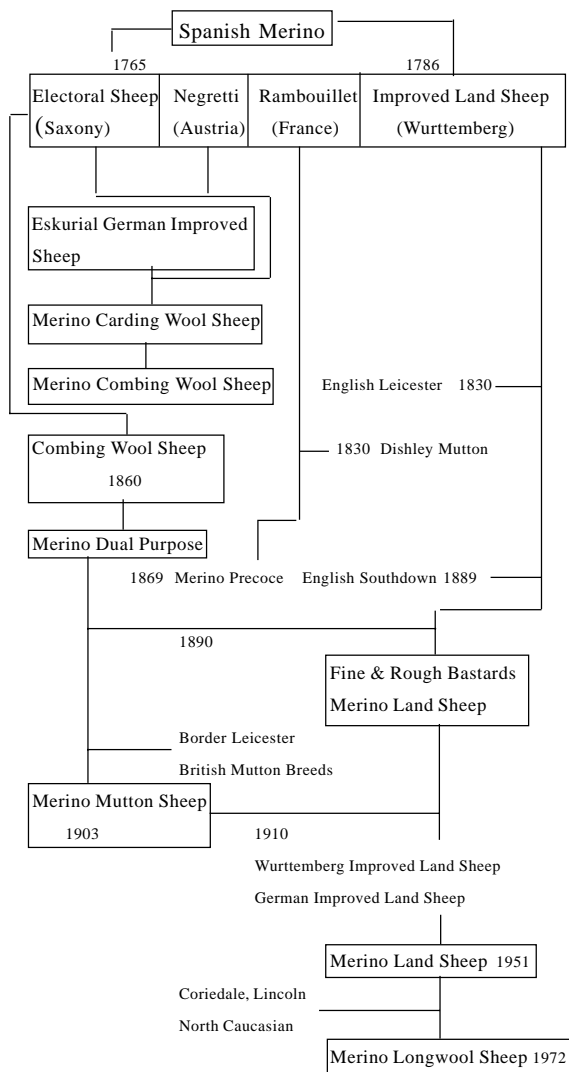 Spanish Merino
1765
1786
Electoral Sheep
(Saxony)
Negretti
(Austria)
Rambouillet
(France)
Improved Land Sheep
(Wurttemberg)
Eskurial German Improved
Sheep
Merino Carding Wool Sheep
Merino Combing Wool Sheep
English Leicester 1830
Combing Wool Sheep
1860
1830 Dishley Mutton
Merino Dual Purpose
1869 Merino Precoce
English Southdown 1889
1890
Fine & Rough Bastards
Merino Land Sheep
Border Leicester
British Mutton Breeds
Merino Mutton Sheep
1903
1910
Wurttemberg Improved Land Sheep
German Improved Land Sheep
Merino Land Sheep 1951
Coriedale, Lincoln
North Caucasian
Merino Longwool Sheep 1972